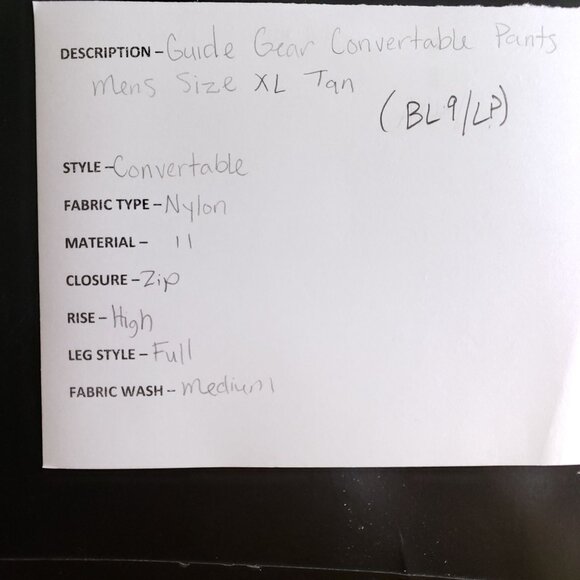 DESCRIPTION – Guide Gear Convertable Pants
Mens Size XL Tan
(BL9/LP)
STYLE – Convertable
FABRIC TYPE – Nylon
MATERIAL – 11
CLOSURE – Zip
RISE – High
LEG STYLE – Full
FABRIC WASH – Medium